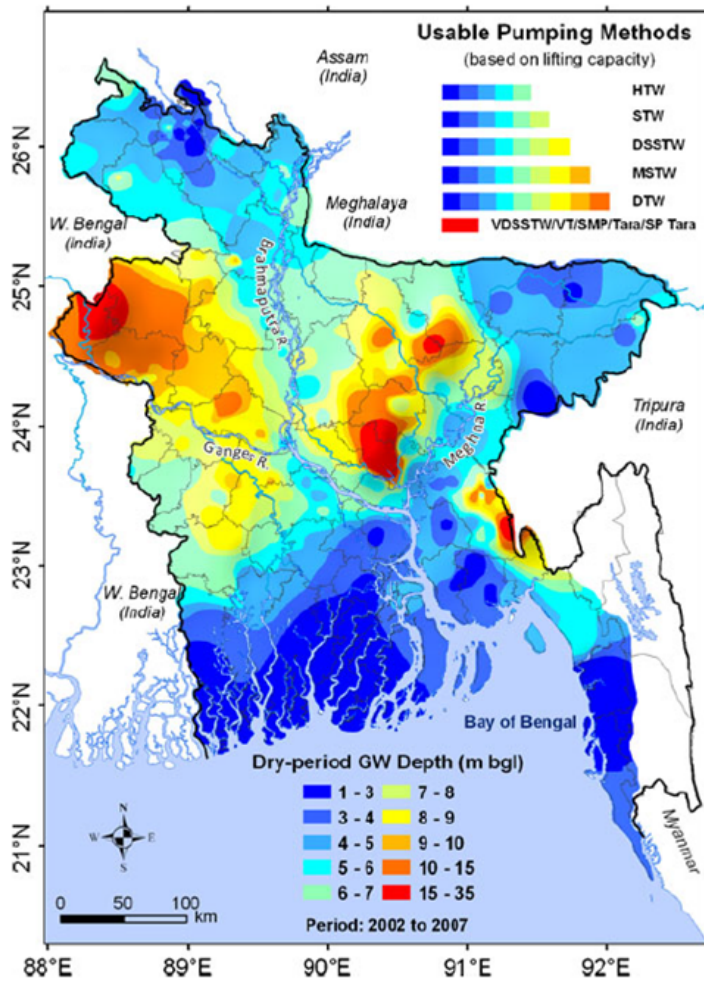 Usable Pumping Methods
(based on lifting capacity)
HTW
STW
DSSTW
MSTW
DTW
VDSSTW/VT/SMP/Tara/SP Tara
Assam
(India)
Meghalaya
(India)
W. Bengal
(India)
Brahmaputra R.
Tripura
(India)
Meghna R.
Ganger R.
W. Bengal
(India)
Bay of Bengal
Myanmar
Dry-period GW Depth (m bgl)
1 - 3
3 - 4
4 - 5
5 - 6
6 - 7
7 - 8
8 - 9
9 - 10
10 - 15
15 - 35
Period: 2002 to 2007
N
W E
S
0 50 100
km
26°N
25°N
24°N
23°N
22°N
21°N
88°E 89°E 90°E 91°E 92°E